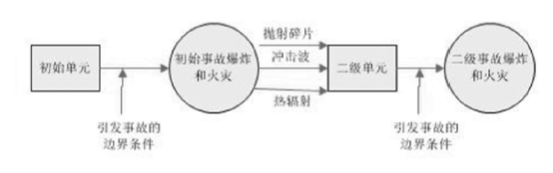 初始单元
引发事故的
边界条件
初始事故爆炸
和火灾
抛射碎片
冲击波
热辐射
二级单元
引发事故的
边界条件
二级事故爆炸
和火灾